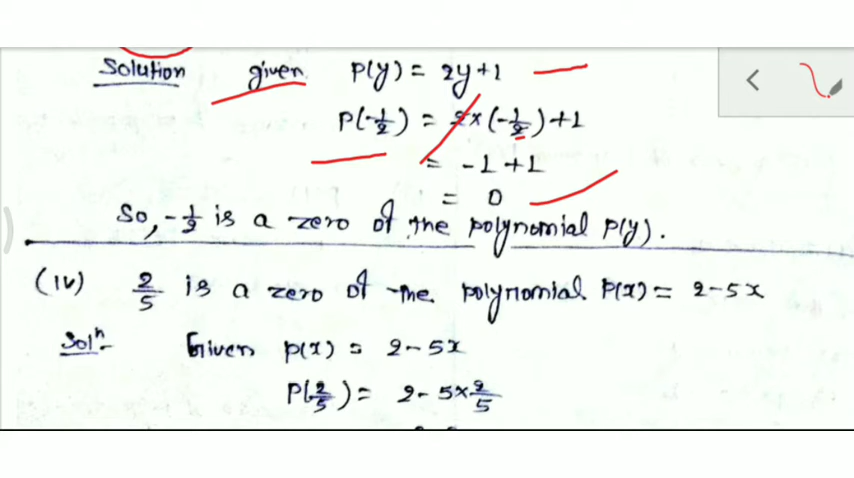 Solution given P(y) = 2y+1
P(-1/2) = 2×(-1/2)+1
= -1+1
= 0
So, -1/2 is a zero of the polynomial P(y).
(iv) 2/5 is a zero of the polynomial P(x) = 2-5x
Solⁿ Given P(x) = 2-5x
P(2/5) = 2-5×2/5